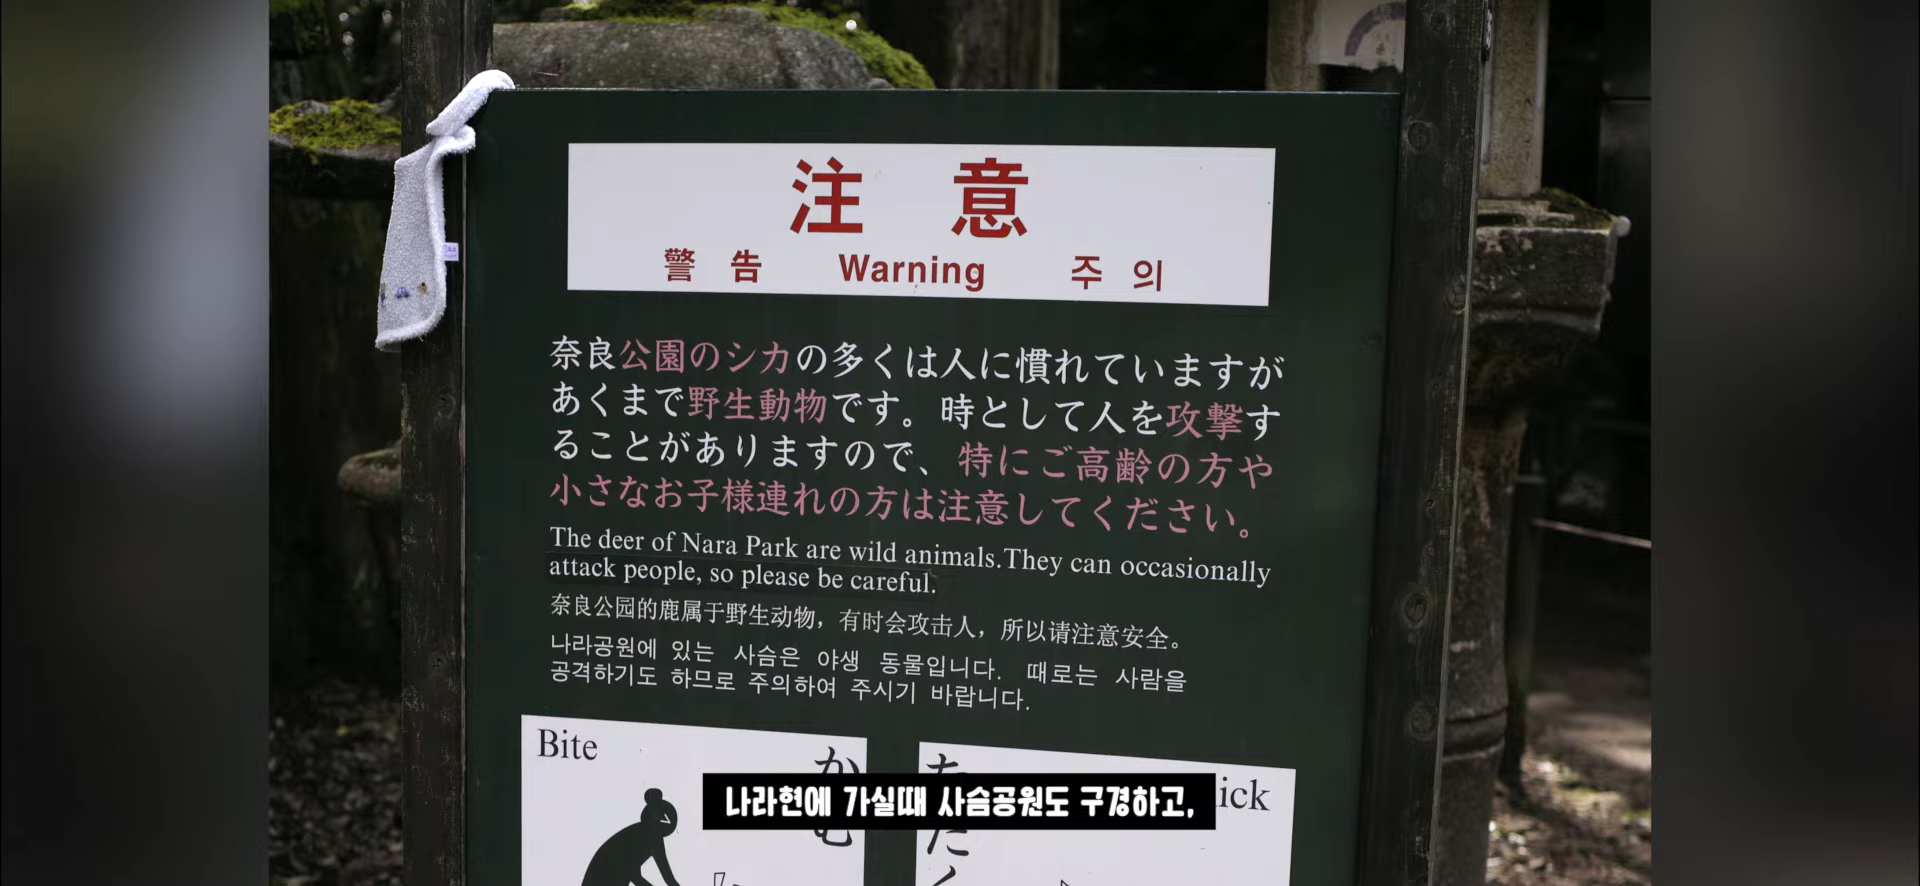 注意
警告 Warning 주의
奈良公園のシカの多くは人に慣れていますが
あくまで野生動物です。時として人を攻撃す
ることがありますので、特にご高齢の方や
小さなお子様連れの方は注意してください。
The deer of Nara Park are wild animals.They can occasionally
attack people, so please be careful.
奈良公园的鹿属于野生动物，有时会攻击人，所以请注意安全。
나라공원에 있는 사슴은 야생 동물입니다. 때로는 사람을
공격하기도 하므로 주의하여 주시기 바랍니다.
Bite
かむ
나라현에 가실때 사슴공원도 구경하고,